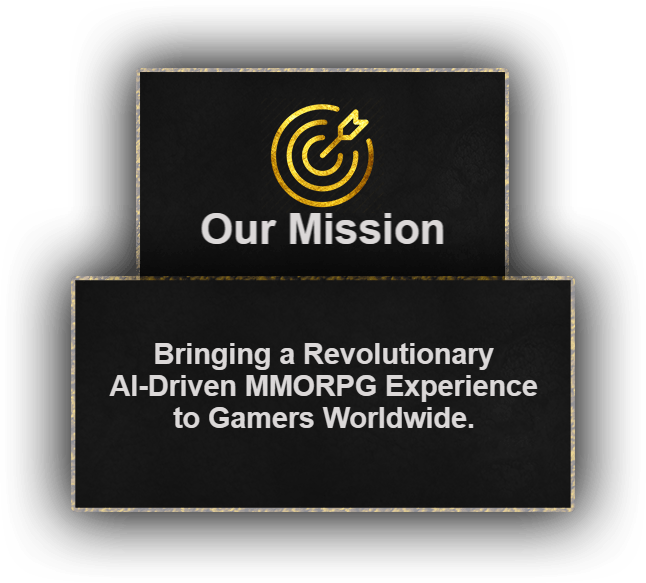 Our Mission
Bringing a Revolutionary
AI-Driven MMORPG Experience
to Gamers Worldwide.